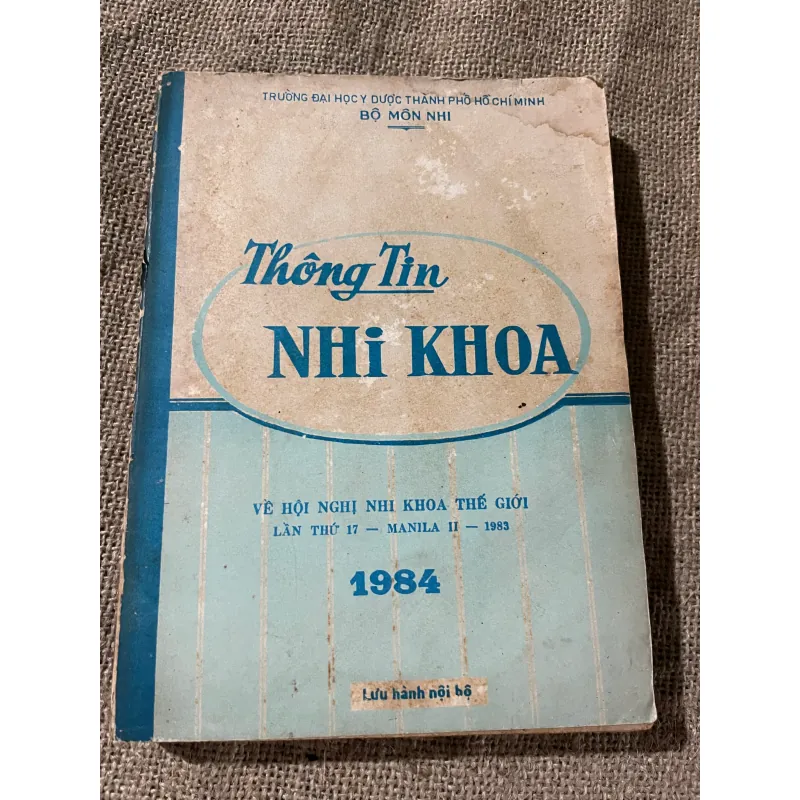 TRƯỜNG ĐẠI HỌC Y DƯỢC THÀNH PHỐ HỒ CHÍ MINH
BỘ MÔN NHI
Thông Tin
NHi KHOA
VỀ HỘI NGHỊ NHI KHOA THẾ GIỚI
LẦN THỨ 17 — MANILA II — 1983
1984
Lưu hành nội bộ